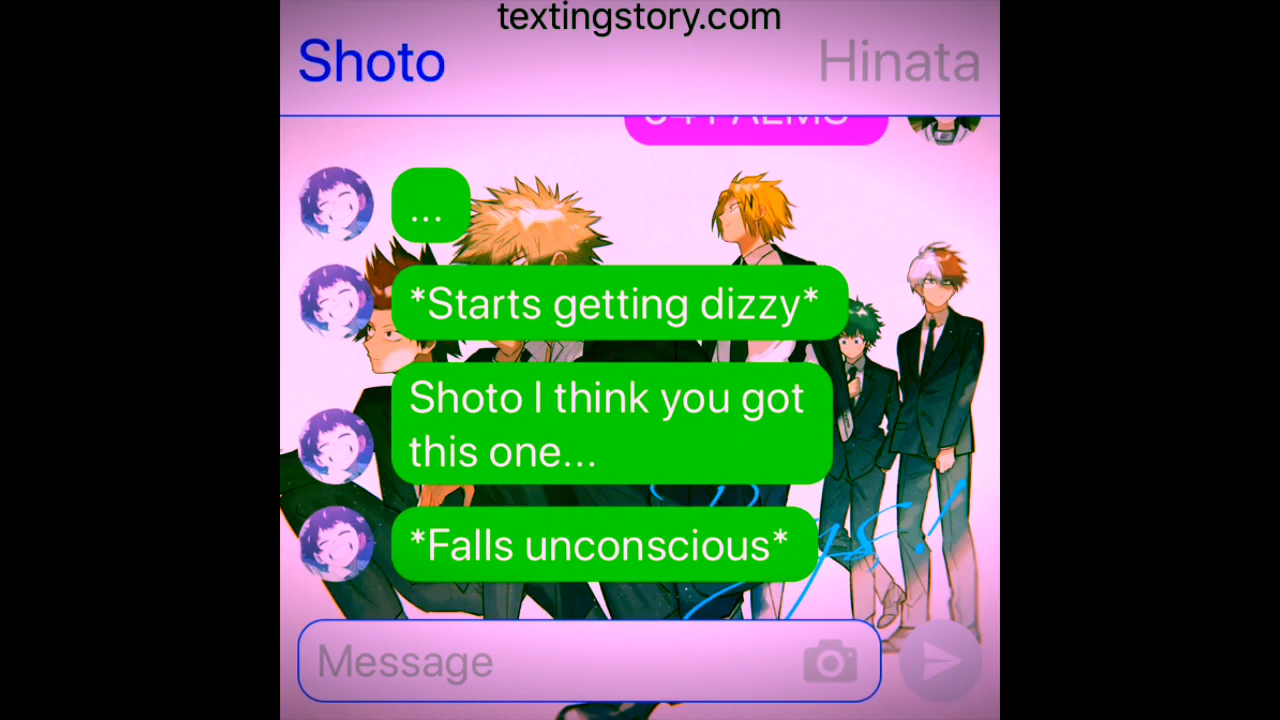 textingstory.com
Shoto
Hinata
...
*Starts getting dizzy*
Shoto I think you got
this one...
*Falls unconscious*
Message